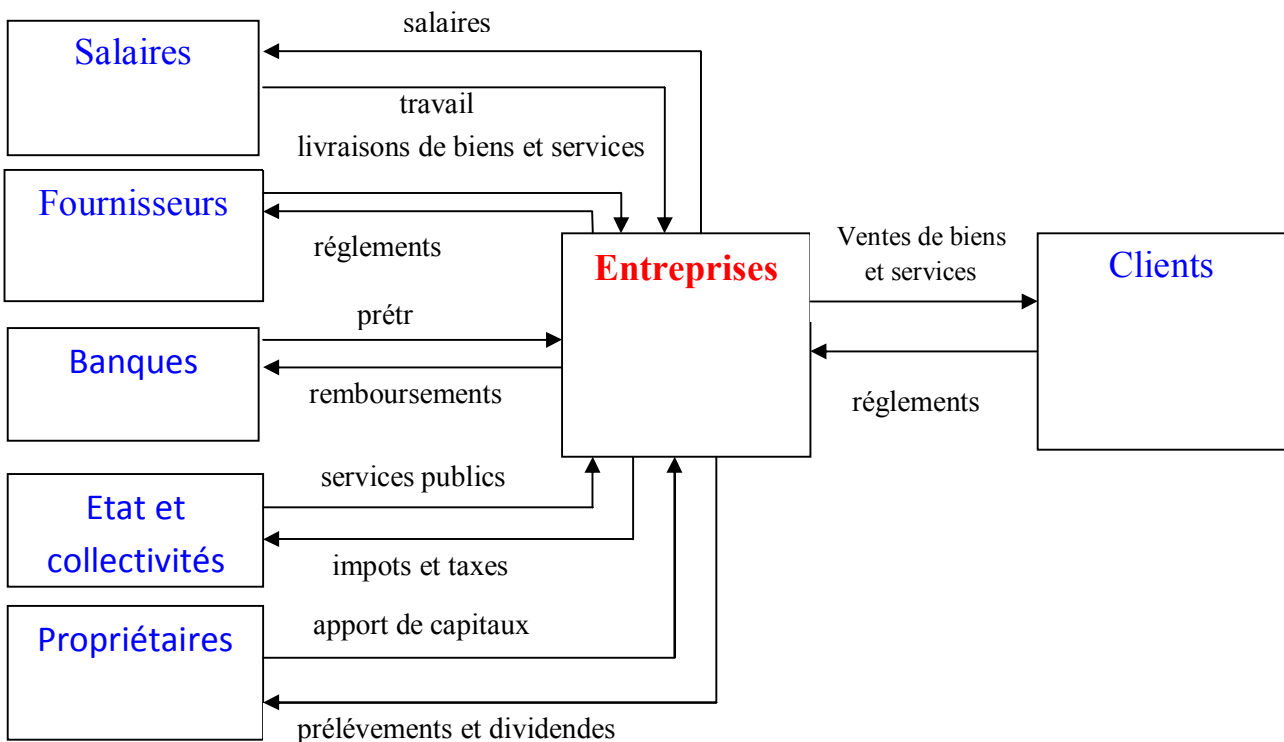 salaires
Salaires
travail
livraisons de biens et services
Fournisseurs
réglements
Entreprises
Ventes de biens
et services
Clients
prétr
Banques
remboursements
réglements
services publics
Etat et
collectivités
impots et taxes
apport de capitaux
Propriétaires
prélévements et dividendes